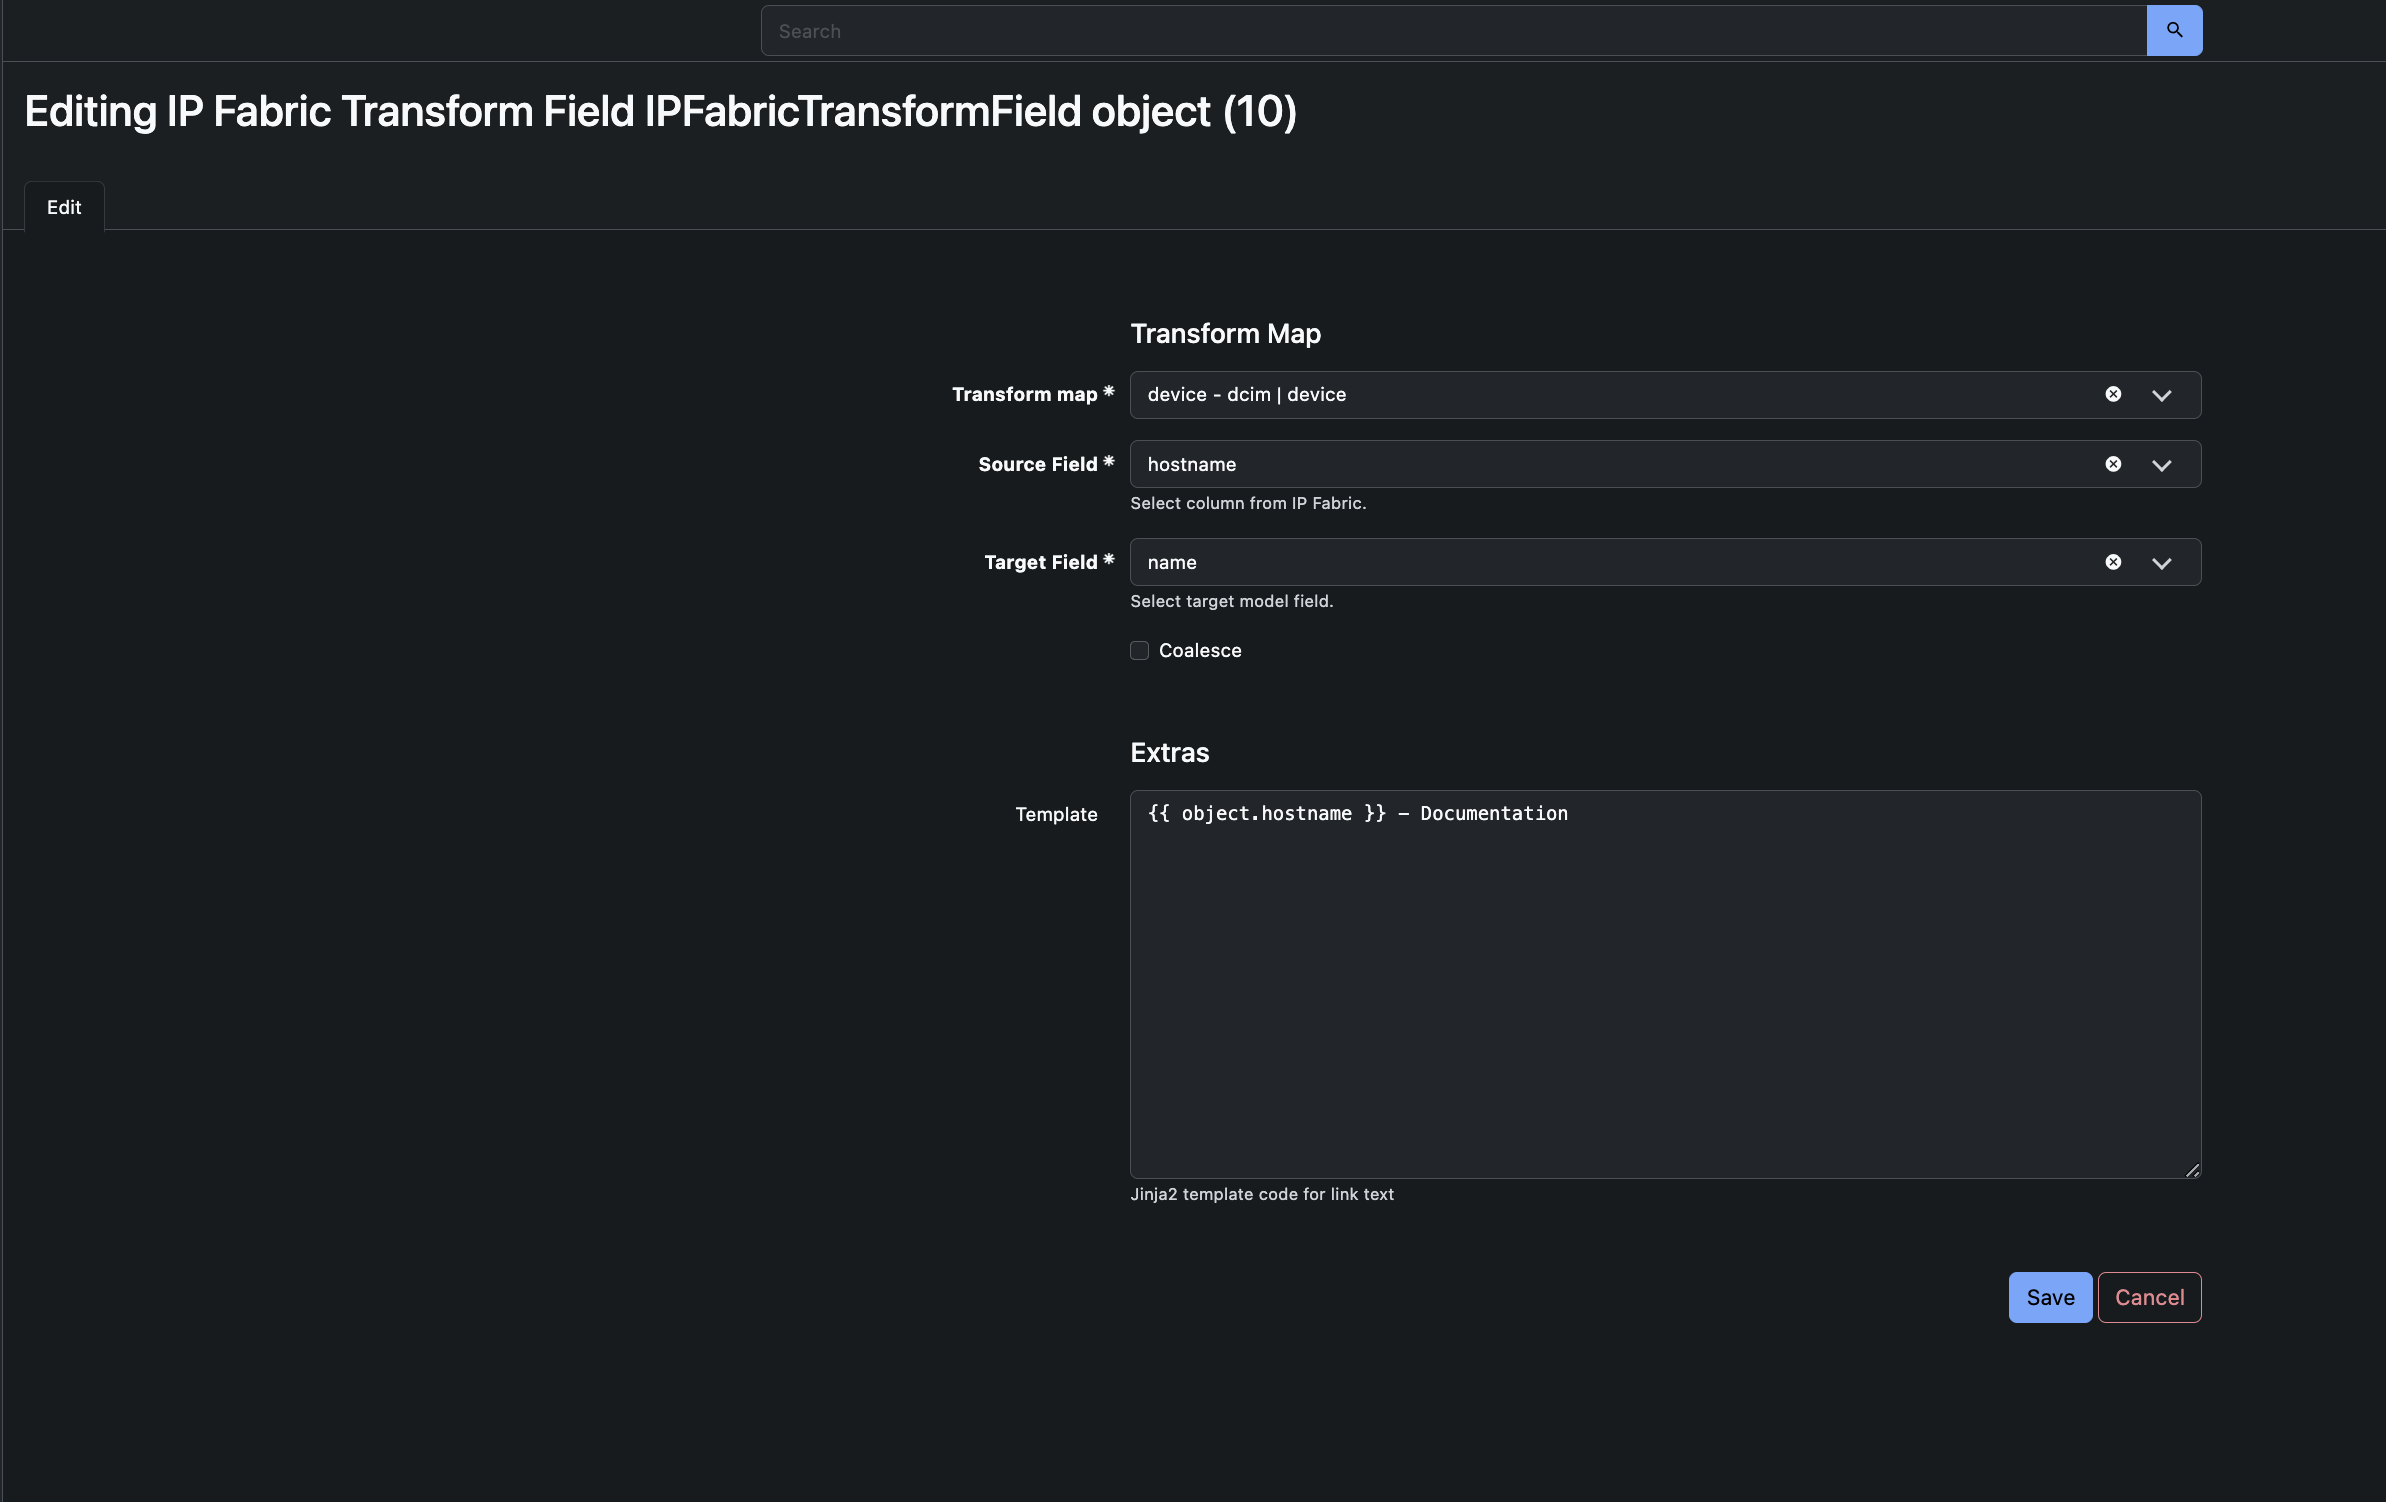 Search
Editing IP Fabric Transform Field IPFabricTransformField object (10)
Edit
Transform Map
Transform map * device - dcim | device
Source Field * hostname
Select column from IP Fabric.
Target Field * name
Select target model field.
Coalesce
Extras
Template {{ object.hostname }} - Documentation
Jinja2 template code for link text
Save Cancel